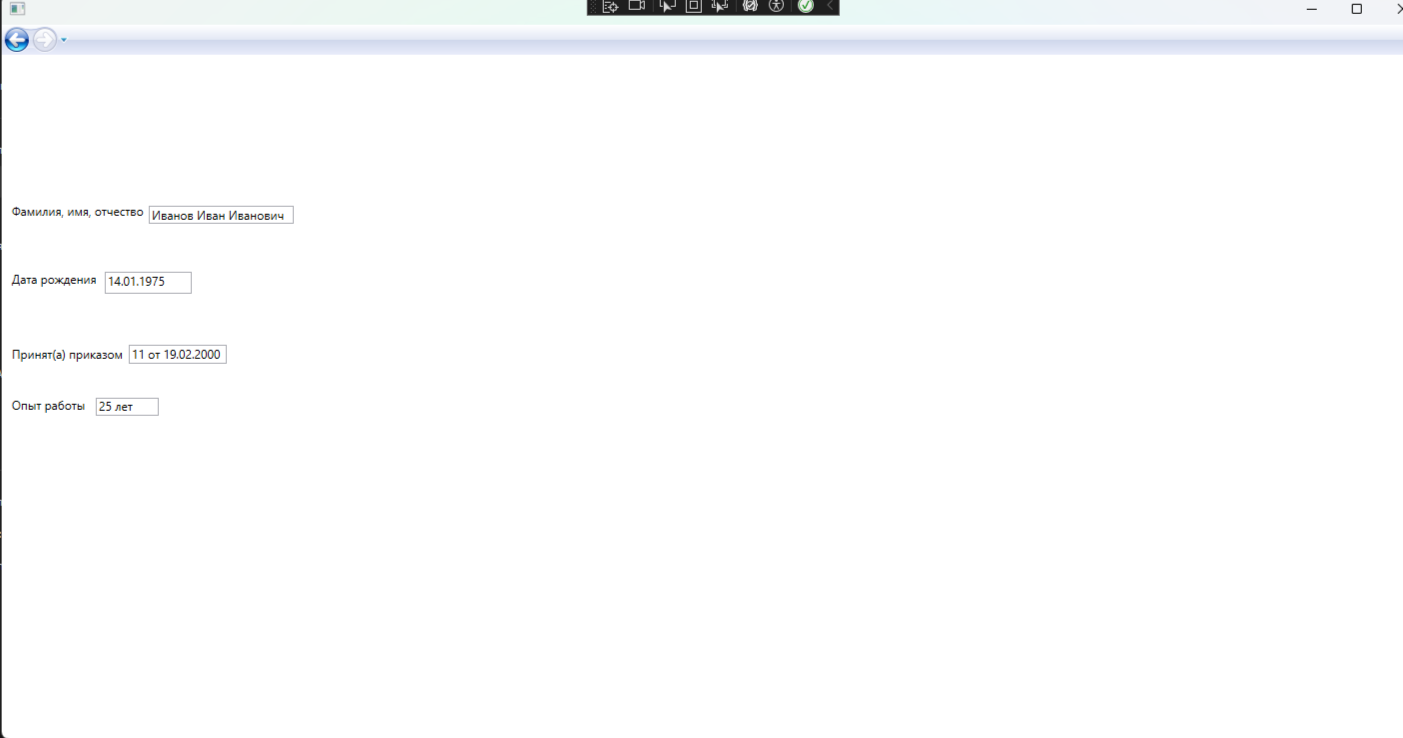 Фамилия, имя, отчество Иванов Иван Иванович
Дата рождения 14.01.1975
Принят(а) приказом 11 от 19.02.2000
Опыт работы 25 лет